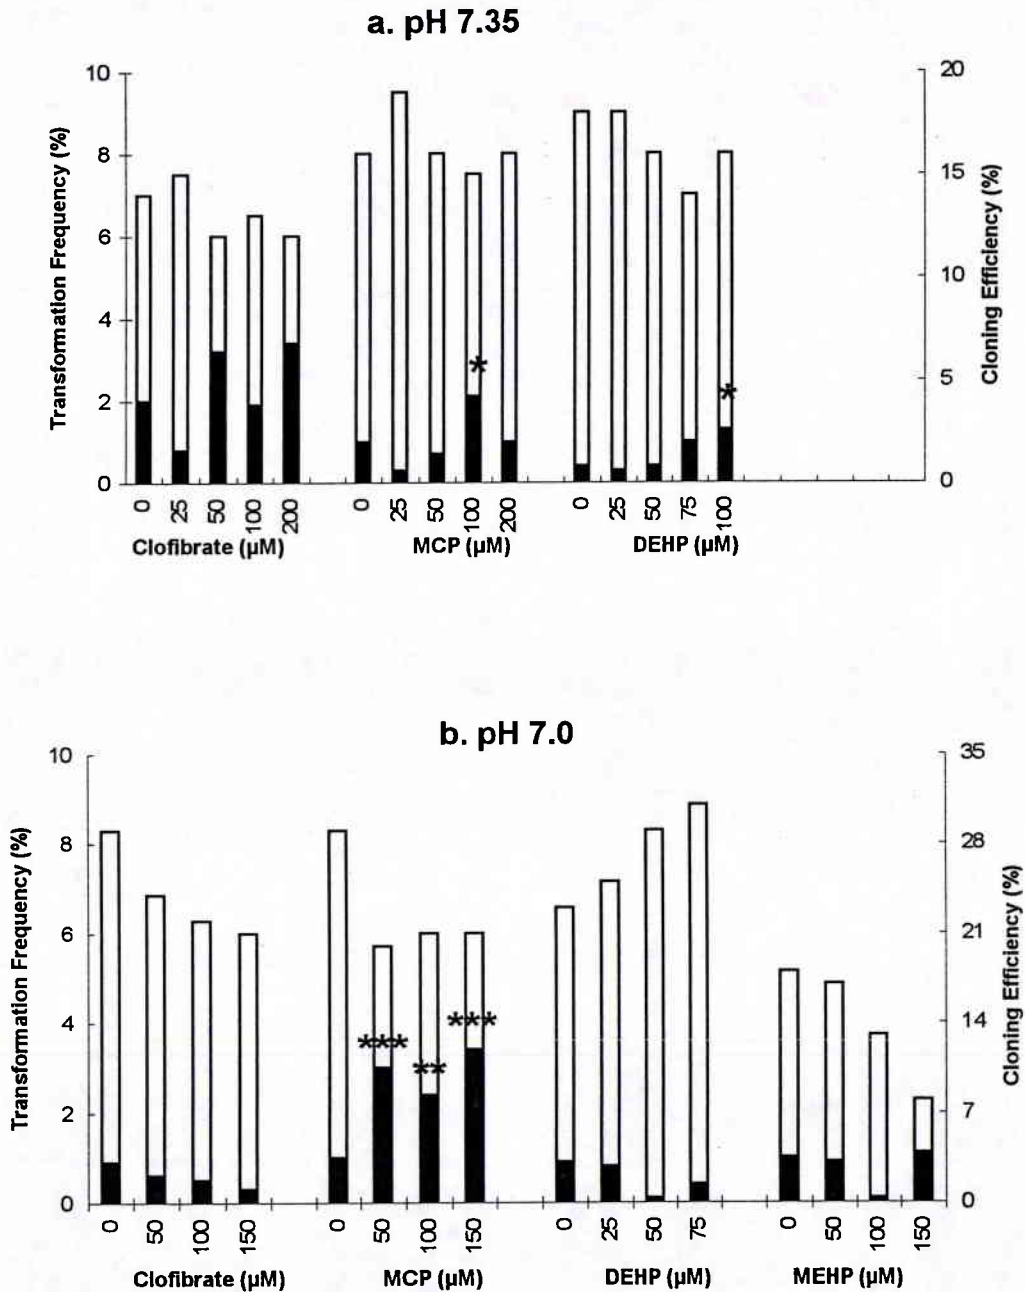 a. pH 7.35
10
8
6
4
2
0
Transformation Frequency (%)
20
15
10
5
0
Cloning Efficiency (%)
*
*
0 25 50 100 200 0 25 50 100 200 0 25 50 75 100
Clofibrate (µM) MCP (µM) DEHP (µM)
b. pH 7.0
10
8
6
4
2
0
Transformation Frequency (%)
35
28
21
14
7
0
Cloning Efficiency (%)
*** ** ***
0 50 100 150 0 50 100 150 0 25 50 75 0 50 100 150
Clofibrate (µM) MCP (µM) DEHP (µM) MEHP (µM)